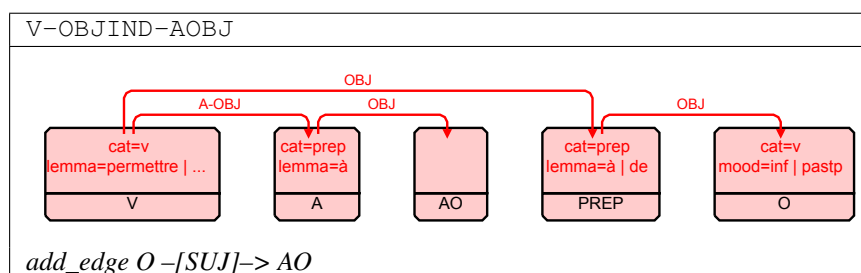 V-OBJIND-AOBJ
OBJ
A-OBJ OBJ OBJ
cat=v cat=prep cat=prep cat=v
lemma=permettre | ... lemma=à lemma=à | de mood=inf | pastp
V A AO PREP O
add_edge O –[SUJ]–> AO